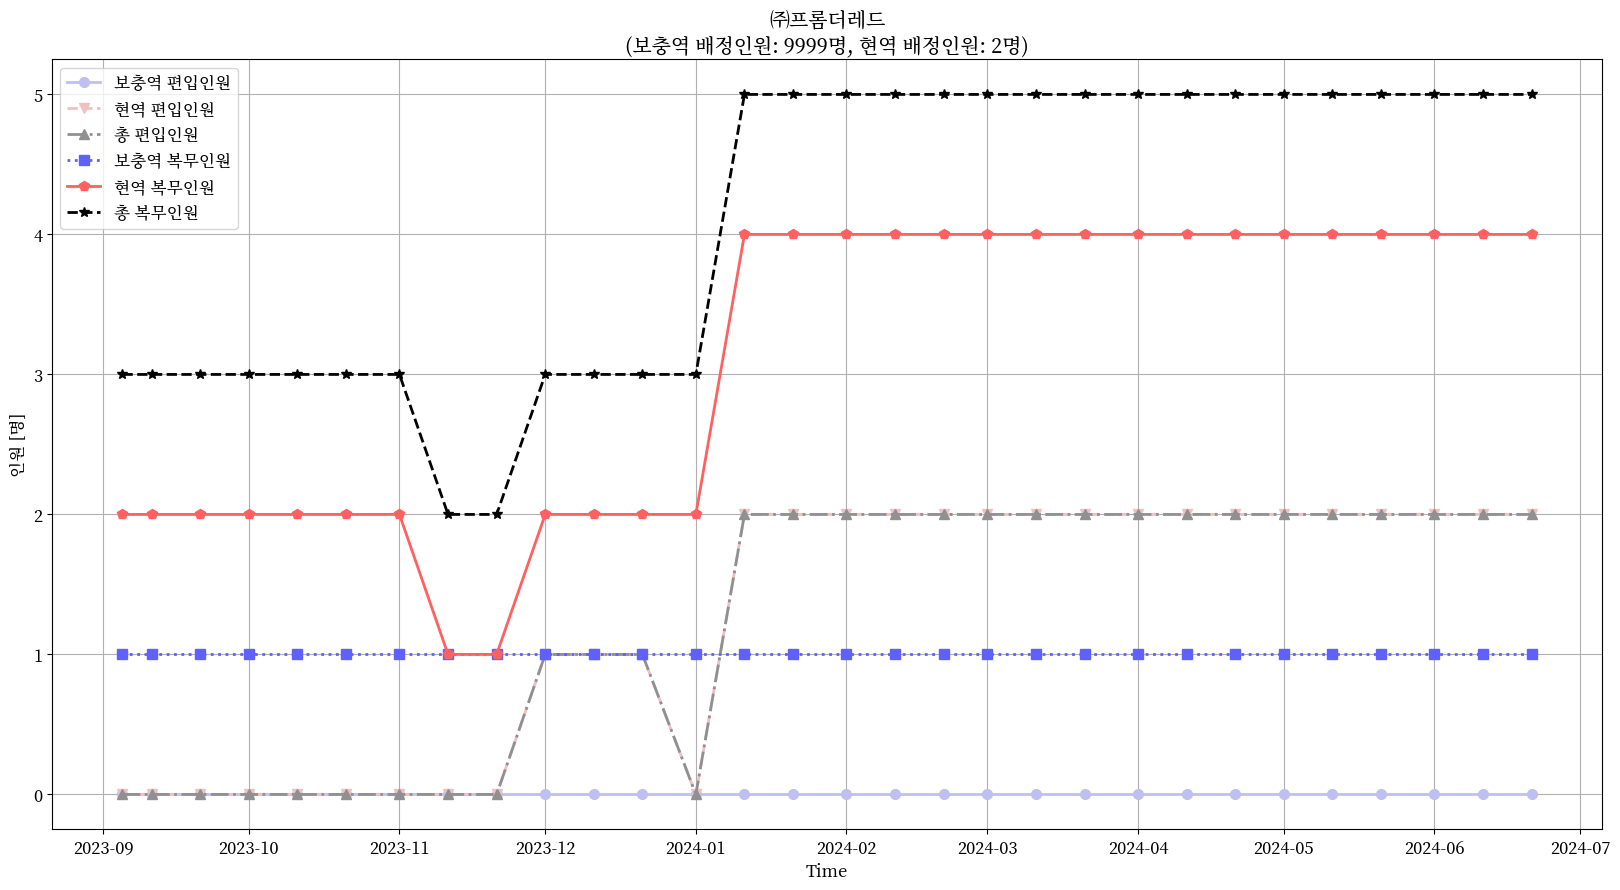 ㈜프롬더레드
(보충역 배정인원: 9999명, 현역 배정인원: 2명)
보충역 편입인원
현역 편입인원
총 편입인원
보충역 복무인원
현역 복무인원
총 복무인원
5
4
3
2
1
0
인원 [명]
2023-09 2023-10 2023-11 2023-12 2024-01 2024-02 2024-03 2024-04 2024-05 2024-06 2024-07
Time